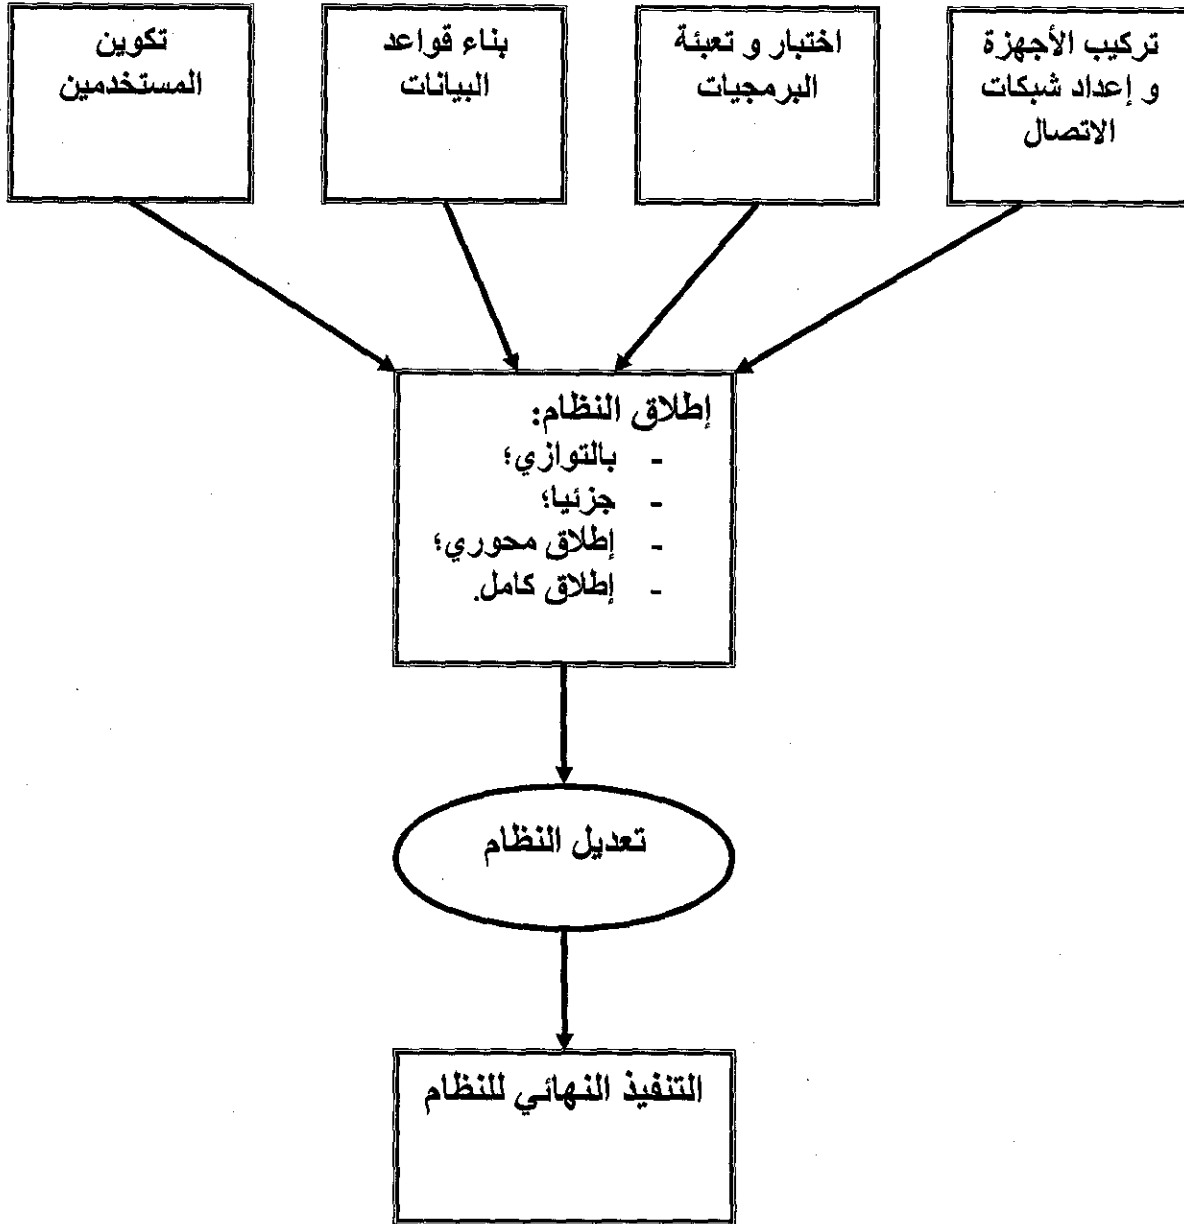 تركيب الأجهزة
و إعداد شبكات
الاتصال
اختبار و تعبئة
البرمجيات
بناء قواعد
البيانات
تكوين
المستخدمين
إطلاق النظام:
- بالتوازي؛
- جزئيا؛
- إطلاق محوري؛
- إطلاق كامل.
تعديل النظام
التنفيذ النهائي للنظام